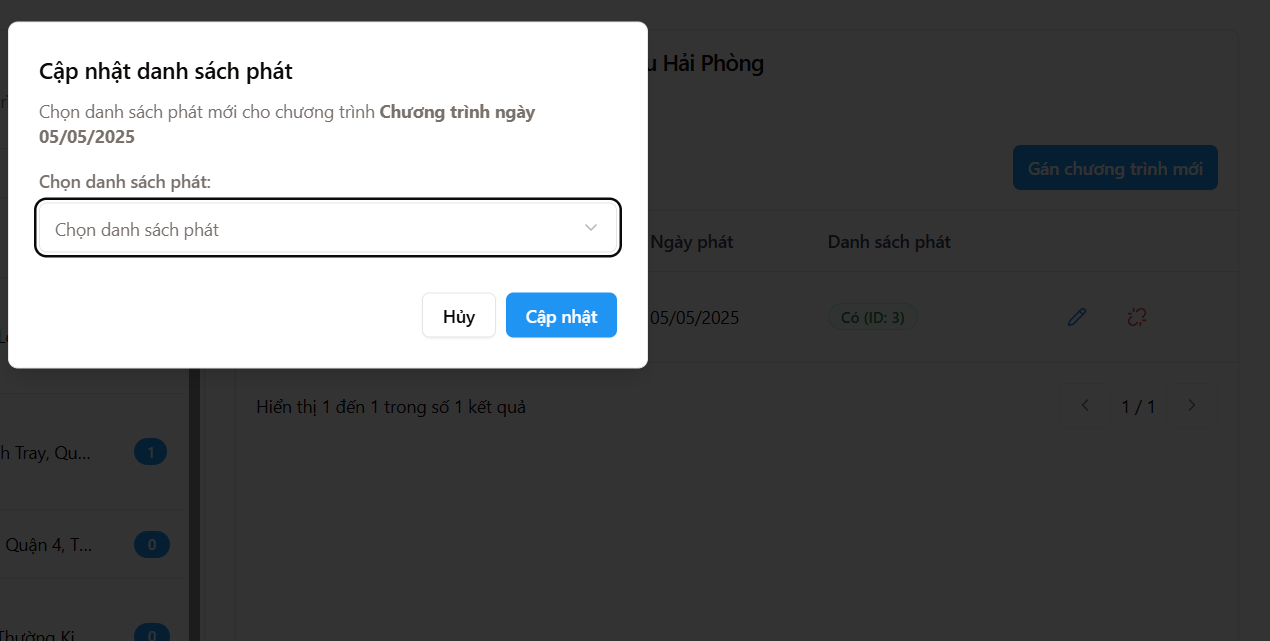 Cập nhật danh sách phát
Chọn danh sách phát mới cho chương trình Chương trình ngày
05/05/2025
Chọn danh sách phát:
Chọn danh sách phát
Hủy
Cập nhật
Hải Phòng
Gán chương trình mới
Ngày phát
Danh sách phát
05/05/2025
Có (ID: 3)
Hiển thị 1 đến 1 trong số 1 kết quả
1 / 1
Tray, Qu...
1
Quận 4, T...
0
Thường Ki
0